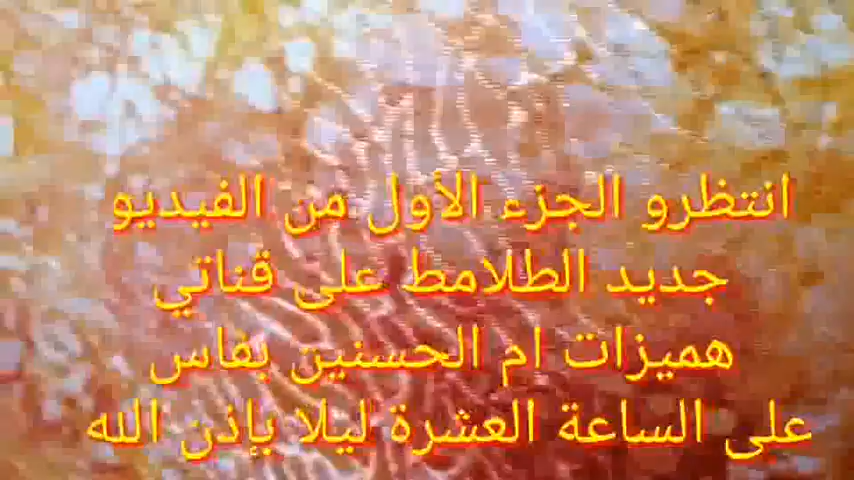 انتظرو الجزء الأول من الفيديو
جديد الطلامط على قناتي
هميزات ام الحسنين بفاس
على الساعة العشرة ليلا بإذن الله